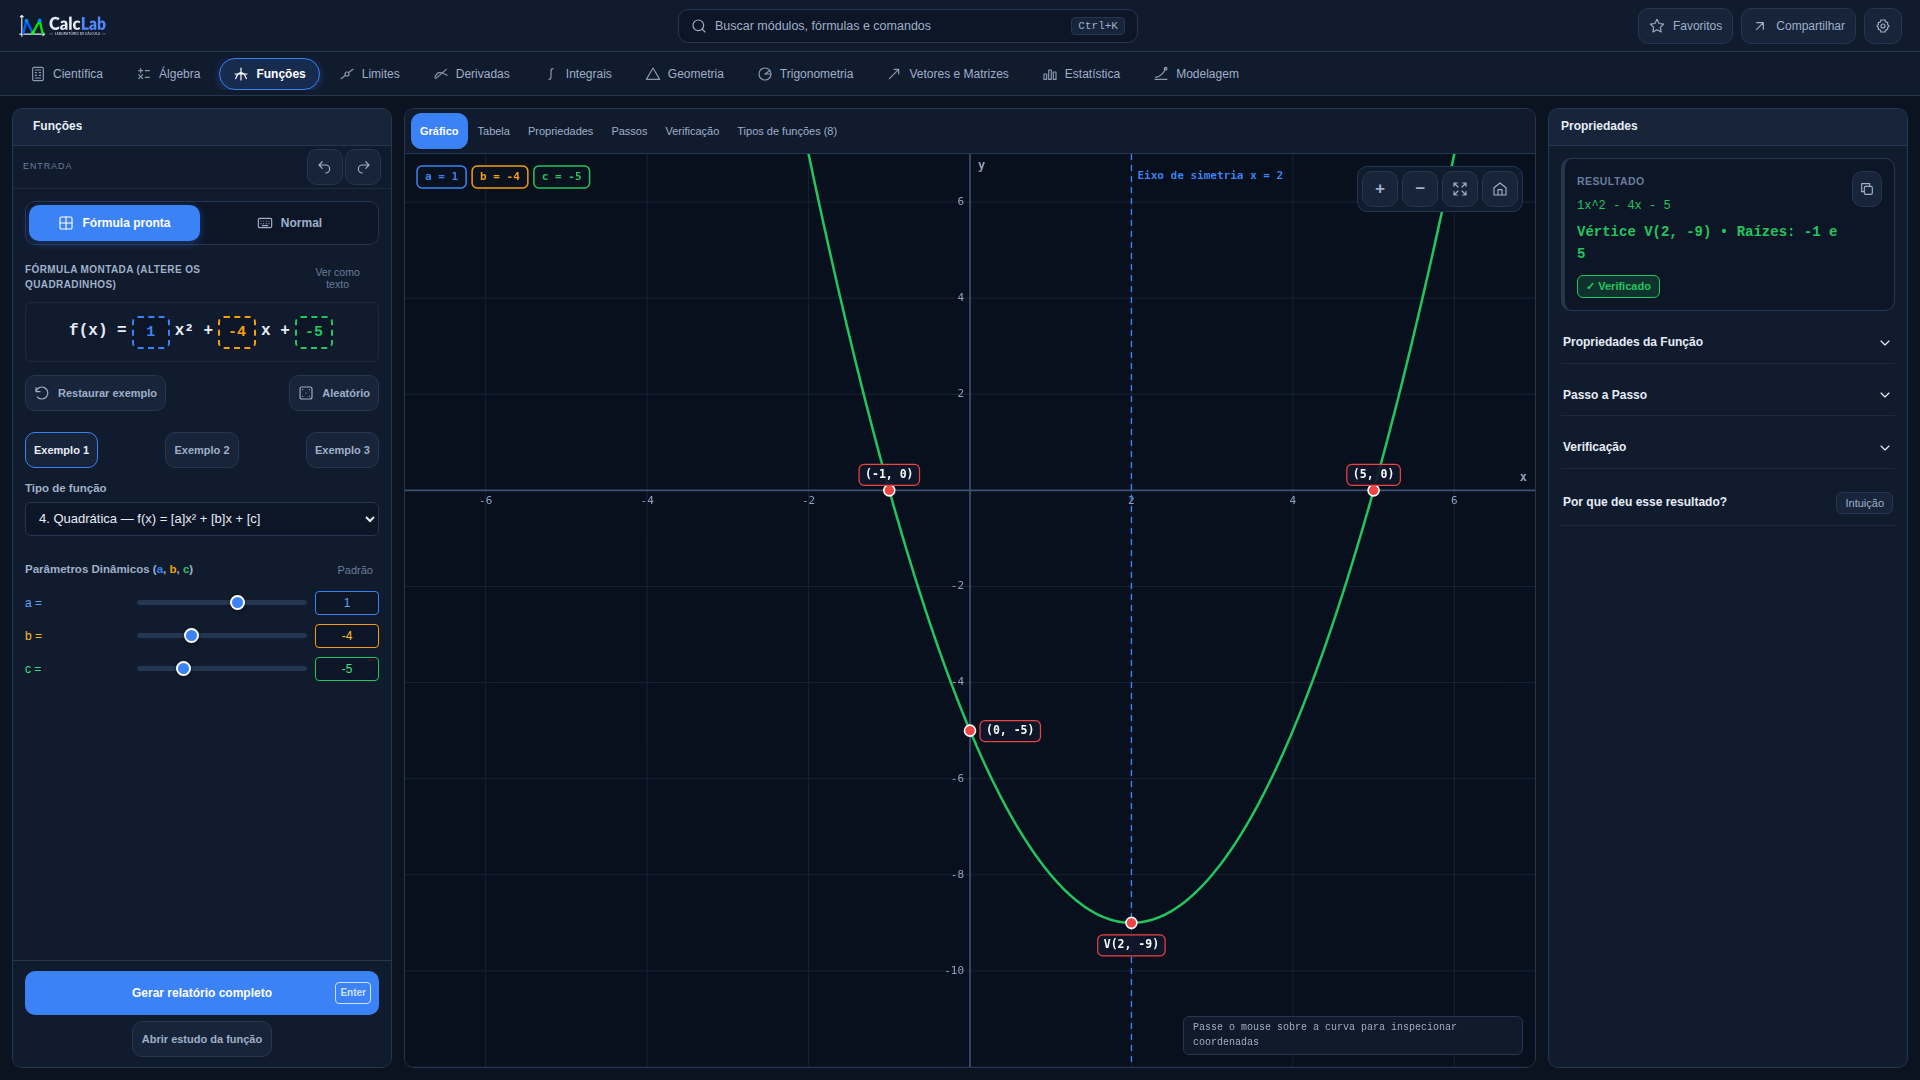 CalcLab
LABORATÓRIO DE CÁLCULO
Buscar módulos, fórmulas e comandos
Ctrl+K
Favoritos
Compartilhar
Científica
Álgebra
Funções
Limites
Derivadas
Integrais
Geometria
Trigonometria
Vetores e Matrizes
Estatística
Modelagem
Funções
ENTRADA
Fórmula pronta
Normal
FÓRMULA MONTADA (ALTERE OS
QUADRADINHOS)
Ver como
texto
f(x) = 1 x² + -4 x + -5
Restaurar exemplo
Aleatório
Exemplo 1
Exemplo 2
Exemplo 3
Tipo de função
4. Quadrática — f(x) = [a]x² + [b]x + [c]
Parâmetros Dinâmicos (a, b, c)
Padrão
a =
1
b =
-4
c =
-5
Gerar relatório completo
Enter
Abrir estudo da função
Gráfico
Tabela
Propriedades
Passos
Verificação
Tipos de funções (8)
a = 1
b = -4
c = -5
y
Eixo de simetria x = 2
+
−
6
4
2
(-1, 0)
(5, 0)
x
-6
-4
-2
2
4
6
-2
-4
(0, -5)
-6
-8
V(2, -9)
-10
Passe o mouse sobre a curva para inspecionar
coordenadas
Propriedades
RESULTADO
1x^2 - 4x - 5
Vértice V(2, -9) • Raízes: -1 e
5
✓ Verificado
Propriedades da Função
Passo a Passo
Verificação
Por que deu esse resultado?
Intuição